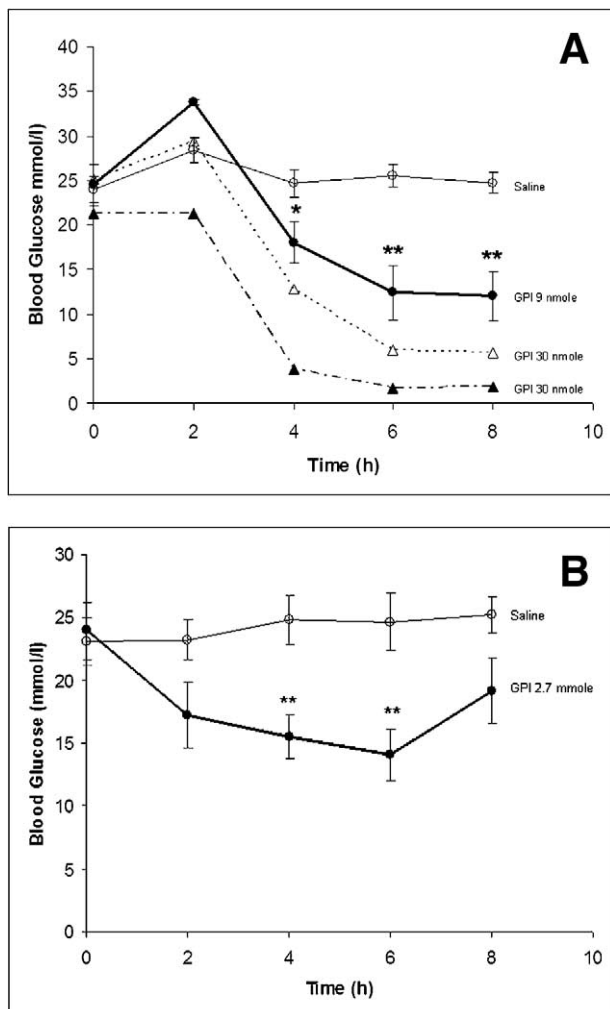 A
Blood Glucose mmol/l
40
35
30
25
20
15
10
5
0
*
**
**
Saline
GPI 9 nmole
GPI 30 nmole
GPI 30 nmole
0 2 4 6 8 10
Time (h)
B
Blood Glucose (mmol/l)
30
25
20
15
10
5
0
**
**
Saline
GPI 2.7 mmole
0 2 4 6 8 10
Time (h)